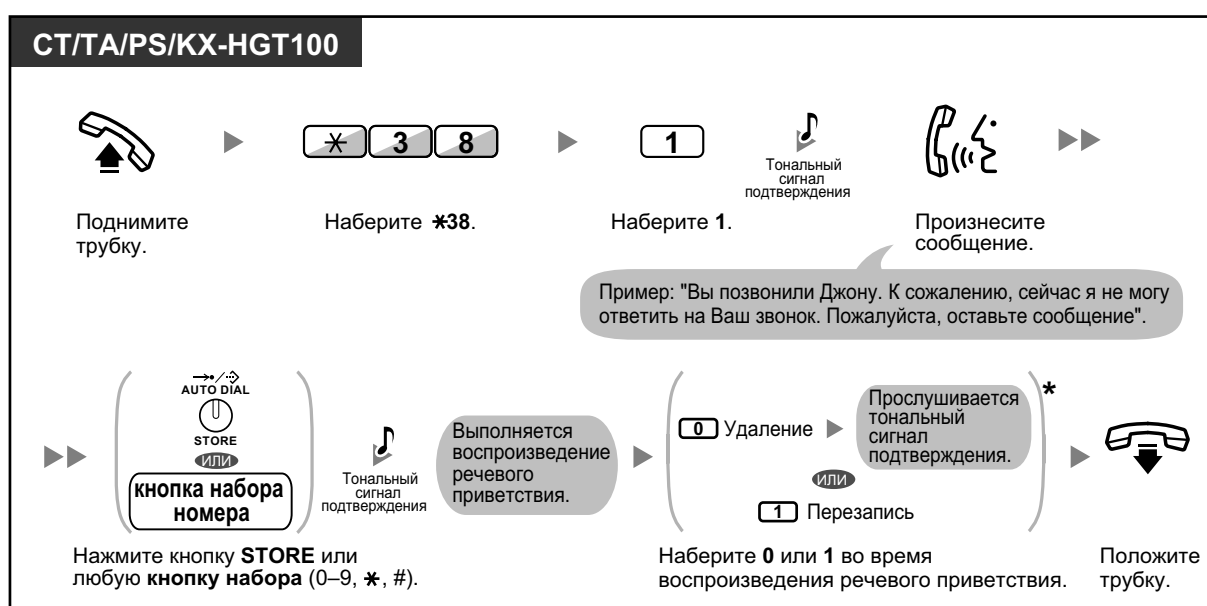 CT/TA/PS/KX-HGT100
✳ 3 8
1
Тональный
сигнал
подтверждения
Поднимите
трубку.
Наберите ✳38.
Наберите 1.
Произнесите
сообщение.
Пример: "Вы позвонили Джону. К сожалению, сейчас я не могу
ответить на Ваш звонок. Пожалуйста, оставьте сообщение".
AUTO DIAL
STORE
ИЛИ
кнопка набора
номера
Тональный
сигнал
подтверждения
Выполняется
воспроизведение
речевого
приветствия.
0 Удаление
Прослушивается
тональный
сигнал
подтверждения.
*
ИЛИ
1 Перезапись
Нажмите кнопку STORE или
любую кнопку набора (0–9, ✳, #).
Наберите 0 или 1 во время
воспроизведения речевого приветствия.
Положите
трубку.